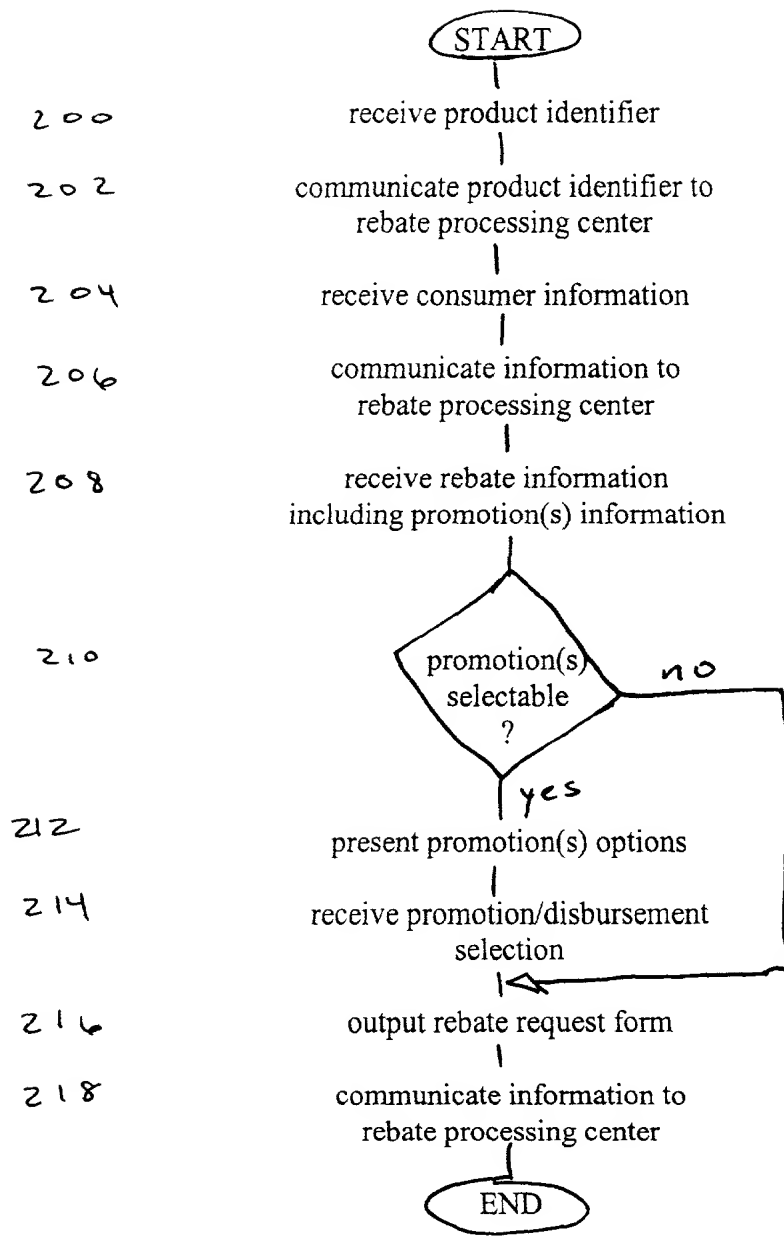 START
200 receive product identifier
202 communicate product identifier to
rebate processing center
204 receive consumer information
206 communicate information to
rebate processing center
208 receive rebate information
including promotion(s) information
210 promotion(s) no
selectable
?
yes
212 present promotion(s) options
214 receive promotion/disbursement
selection
216 output rebate request form
218 communicate information to
rebate processing center
END